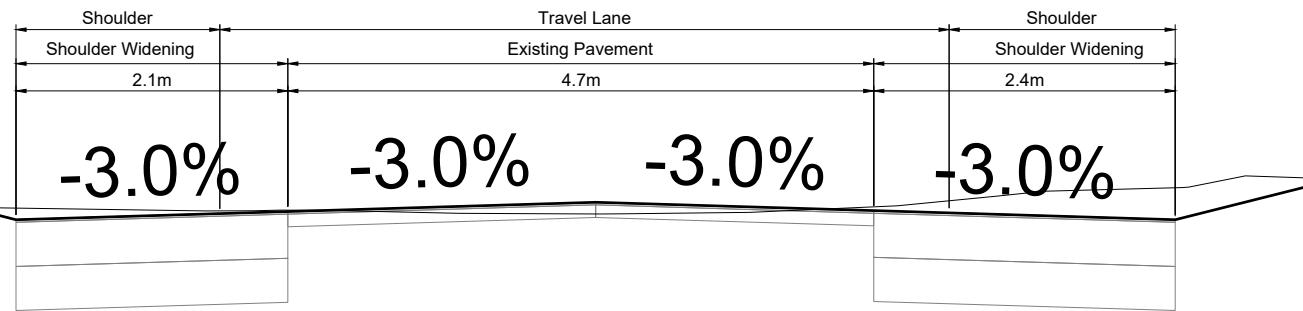 Shoulder Travel Lane Shoulder
Shoulder Widening Existing Pavement Shoulder Widening
2.1m 4.7m 2.4m
-3.0% -3.0% -3.0% -3.0%